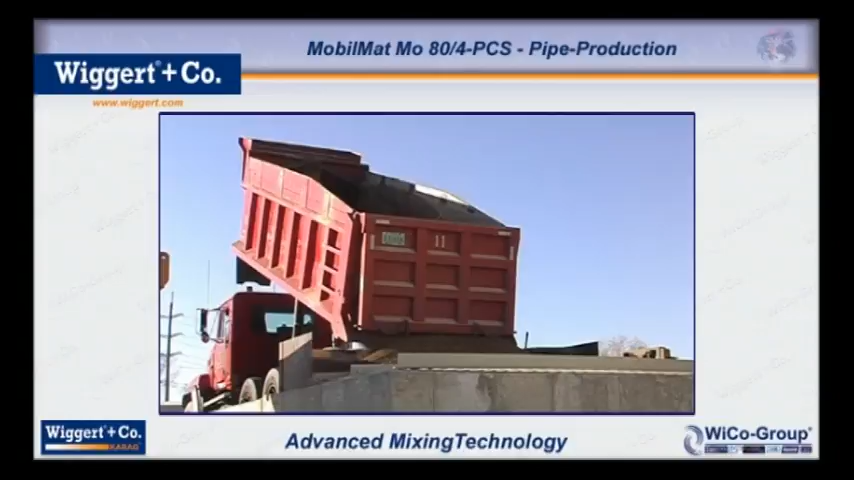 MobilMat Mo 80/4-PCS - Pipe-Production
Wiggert® + Co.
www.wiggert.com
11
Wiggert® + Co.
KARAG
Advanced MixingTechnology
WiCo-Group®